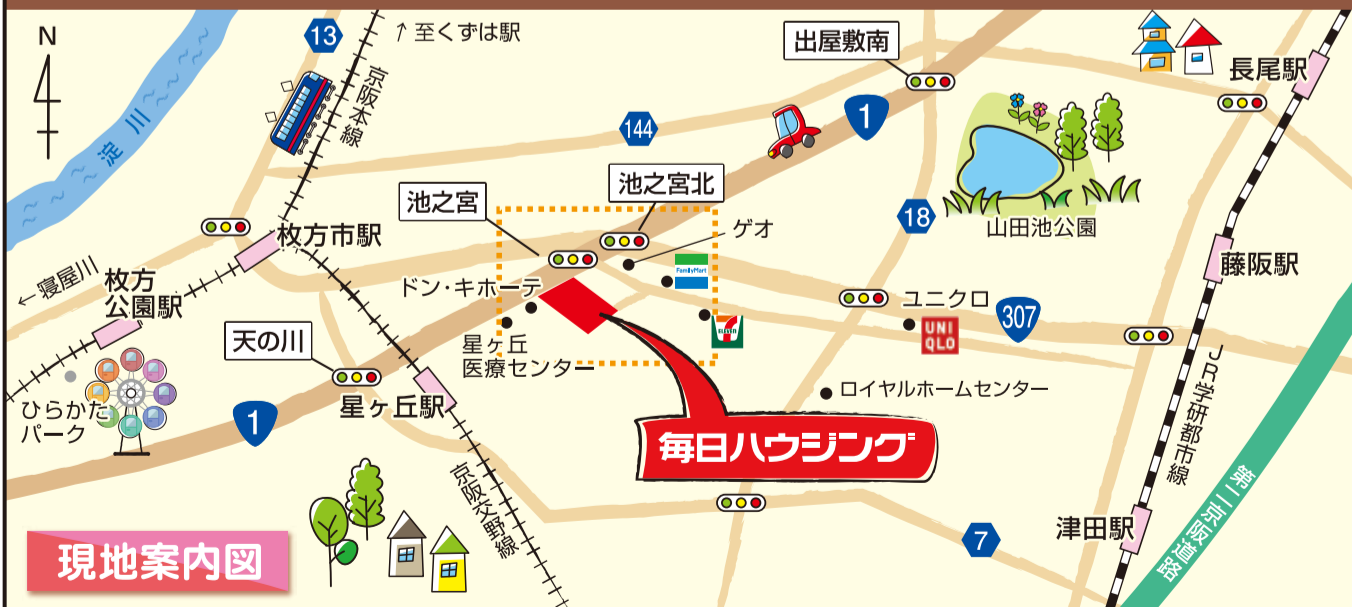 N
13
↑至くずは駅
京阪本線
淀川
144
出屋敷南
1
長尾駅
池之宮
池之宮北
18
山田池公園
枚方市駅
ゲオ
FamilyMart
←寝屋川
枚方
公園駅
ドン・キホーテ
藤阪駅
ユニクロ
UNI
QLO
307
7
ELEVEN
天の川
星ヶ丘
医療センター
星ヶ丘駅
ひらかた
パーク
1
ロイヤルホームセンター
JR学研都市線
毎日ハウジング
京阪交野線
7
津田駅
第二京阪道路
現地案内図